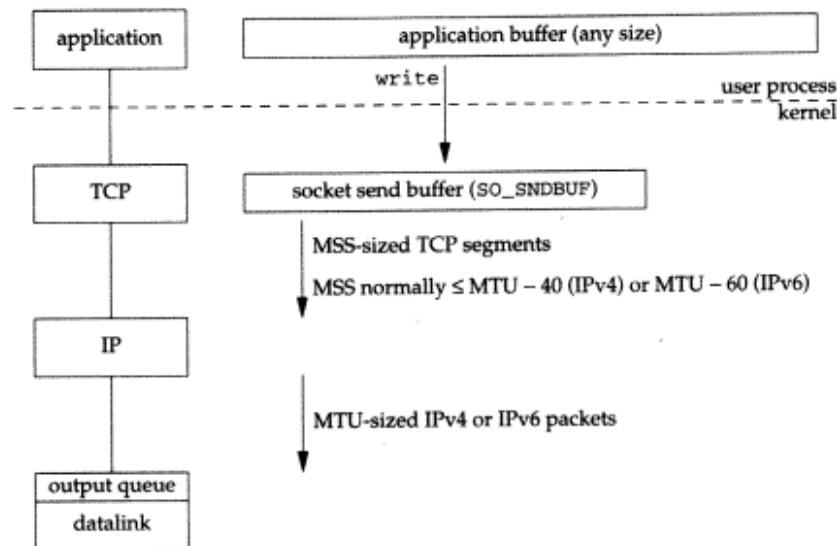 application
application buffer (any size)
write
user process
kernel
TCP
socket send buffer (SO_SNDBUF)
MSS-sized TCP segments
MSS normally ≤ MTU – 40 (IPv4) or MTU – 60 (IPv6)
IP
MTU-sized IPv4 or IPv6 packets
output queue
datalink